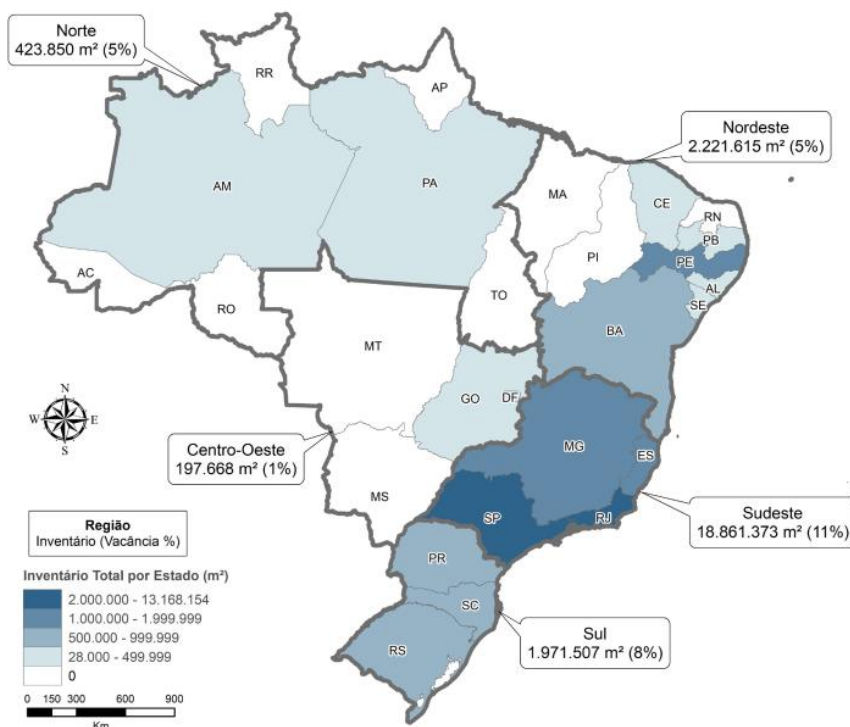 Norte
423.850 m² (5%)
RR
AP
Nordeste
2.221.615 m² (5%)
AM
PA
MA
CE
RN
PB
PI
PE
AC
AL
TO
SE
RO
BA
MT
GO
DF
N
W
E
S
Centro-Oeste
197.668 m² (1%)
MG
ES
MS
Sudeste
18.861.373 m² (11%)
SP
RJ
Região
Inventário (Vacância %)
PR
Inventário Total por Estado (m²)
2.000.000 - 13.168.154
1.000.000 - 1.999.999
500.000 - 999.999
28.000 - 499.999
0
SC
Sul
1.971.507 m² (8%)
RS
0 150 300 600 900
Km